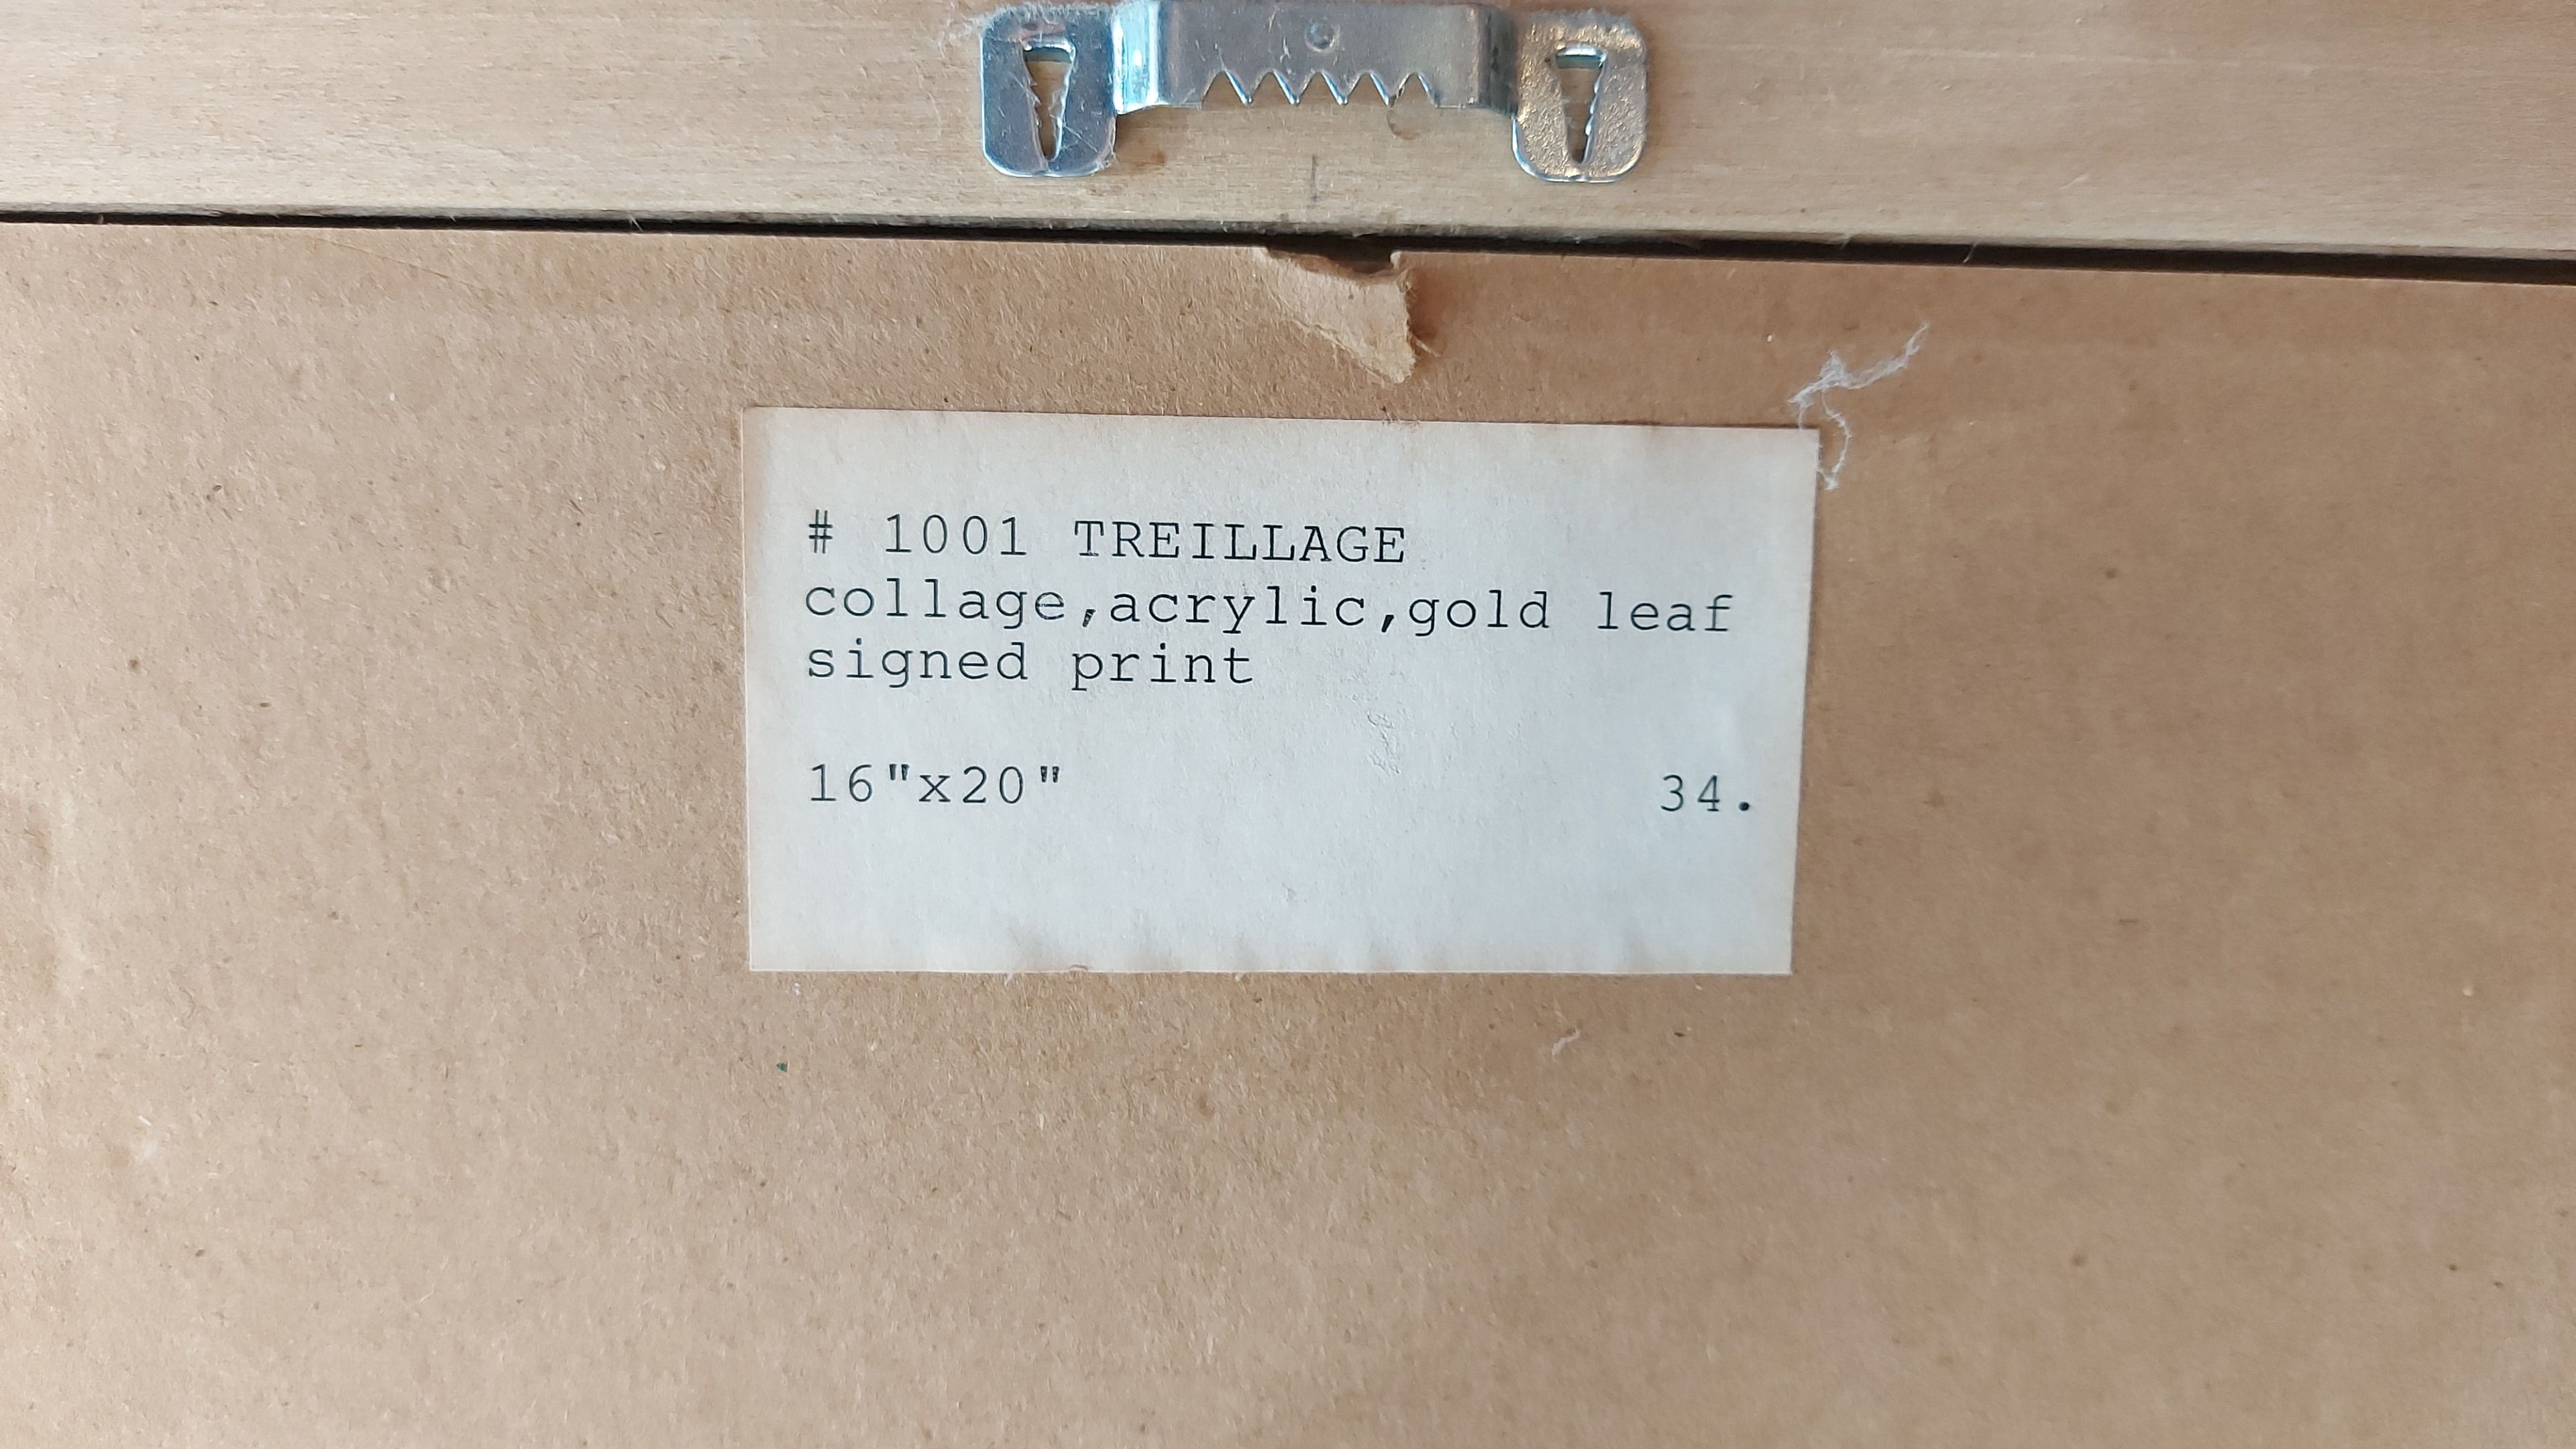 # 1001 TREILLAGE
collage,acrylic,gold leaf
signed print
16"x20" 34.